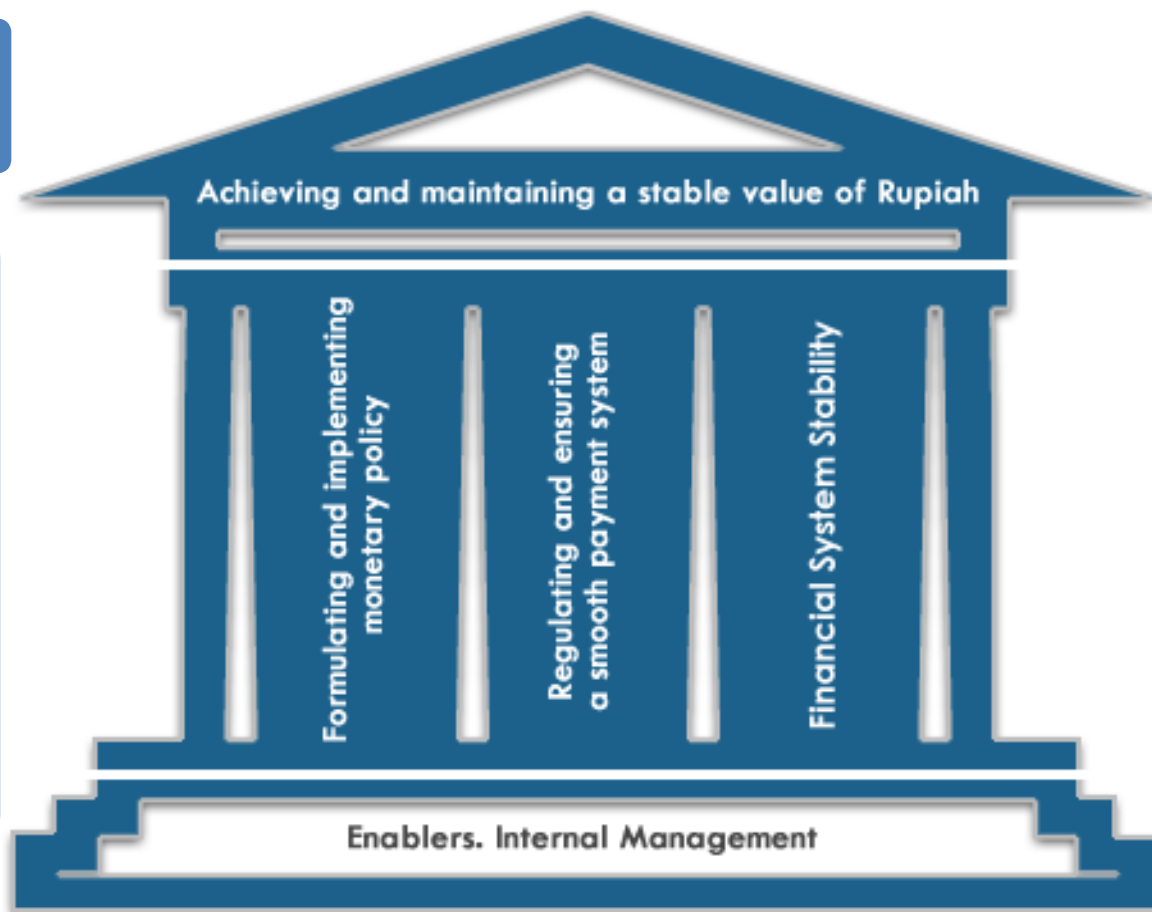 Achieving and maintaining a stable value of Rupiah
Formulating and implementing
monetary policy
Regulating and ensuring
a smooth payment system
Financial System Stability
Enablers. Internal Management